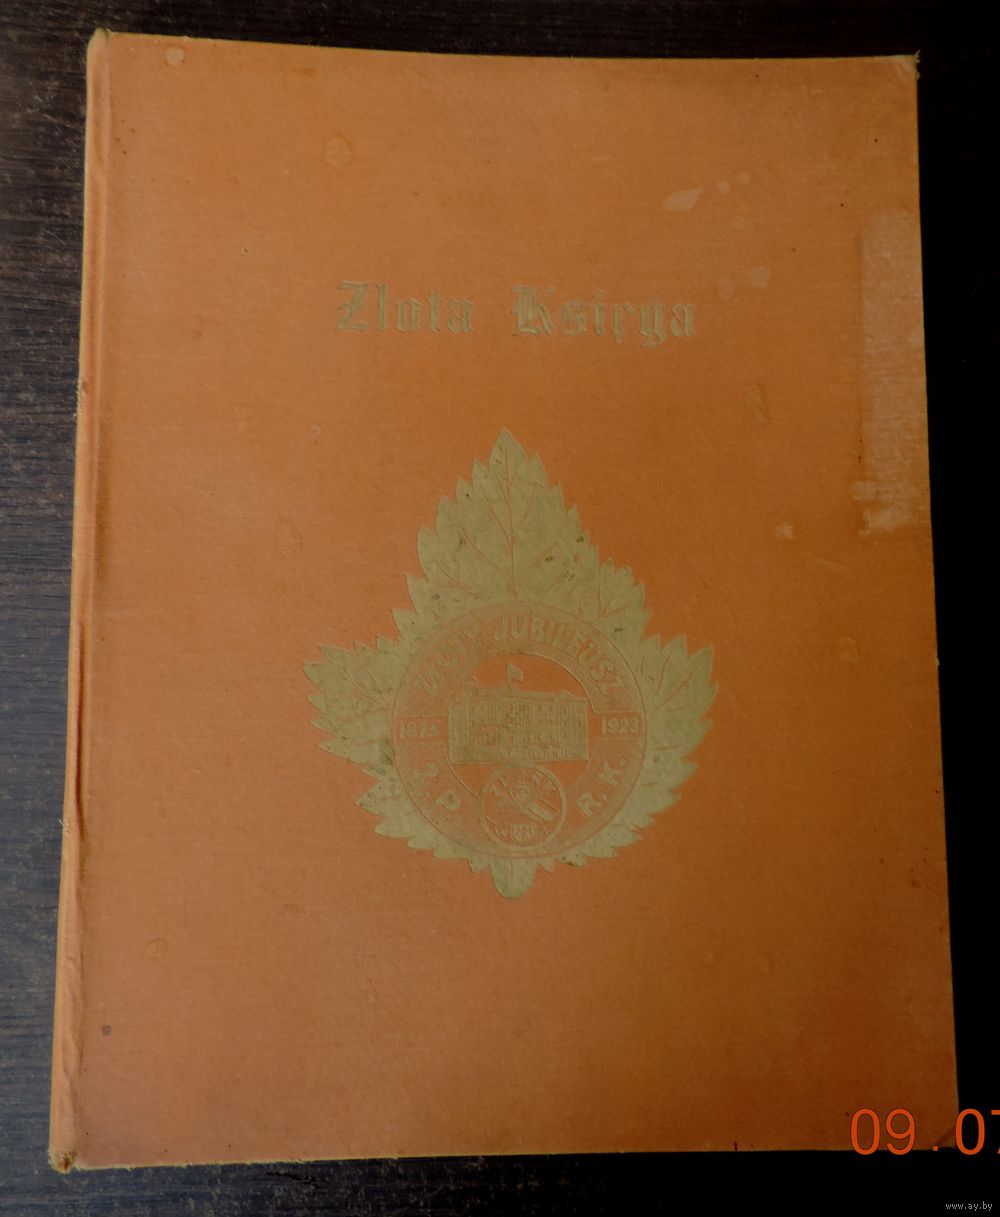 Złota Księga
ZŁOTY JUBILEUSZ
1873 1923
Z. P. R. K.
09.07
www.ay.by